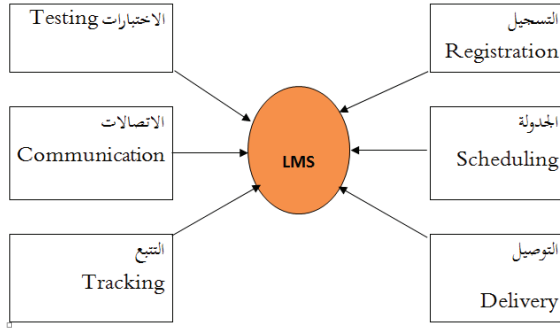 الاختبارات Testing
التسجيل
Registration
الاتصالات
Communication
LMS
الجدولة
Scheduling
التتبع
Tracking
التوصيل
Delivery